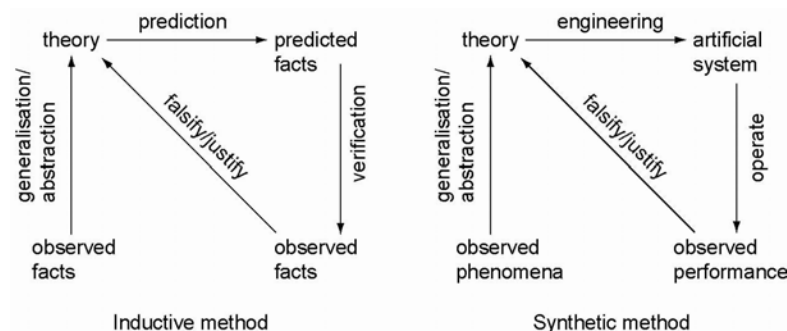 prediction
theory
predicted
facts
generalisation/
abstraction
falsify/justify
verification
observed
facts
observed
facts
Inductive method
engineering
theory
artificial
system
generalisation/
abstraction
falsify/justify
operate
observed
phenomena
observed
performance
Synthetic method